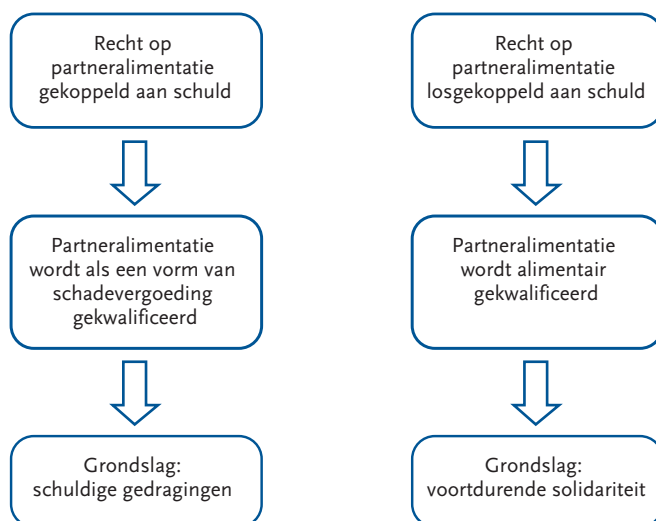 Recht op
partneralimentatie
gekoppeld aan schuld
Partneralimentatie
wordt als een vorm van
schadevergoeding
gekwalificeerd
Grondslag:
schuldige gedragingen
Recht op
partneralimentatie
losgekoppeld aan schuld
Partneralimentatie
wordt alimentair
gekwalificeerd
Grondslag:
voortdurende solidariteit